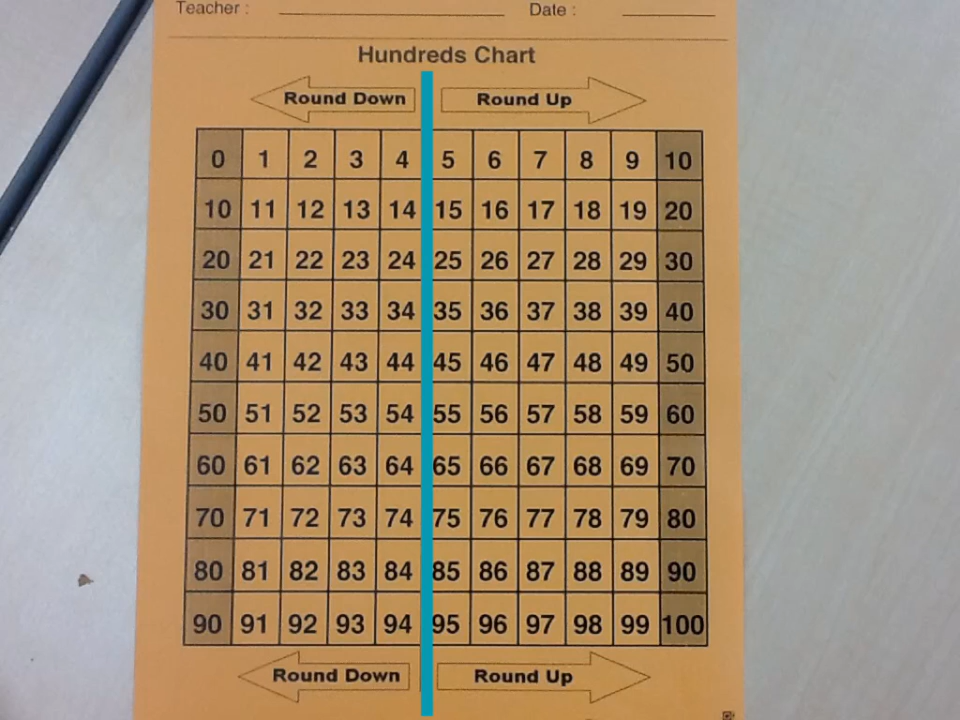 Teacher : Date :
Hundreds Chart
Round Down Round Up
0 1 2 3 4 5 6 7 8 9 10
10 11 12 13 14 15 16 17 18 19 20
20 21 22 23 24 25 26 27 28 29 30
30 31 32 33 34 35 36 37 38 39 40
40 41 42 43 44 45 46 47 48 49 50
50 51 52 53 54 55 56 57 58 59 60
60 61 62 63 64 65 66 67 68 69 70
70 71 72 73 74 75 76 77 78 79 80
80 81 82 83 84 85 86 87 88 89 90
90 91 92 93 94 95 96 97 98 99 100
Round Down Round Up